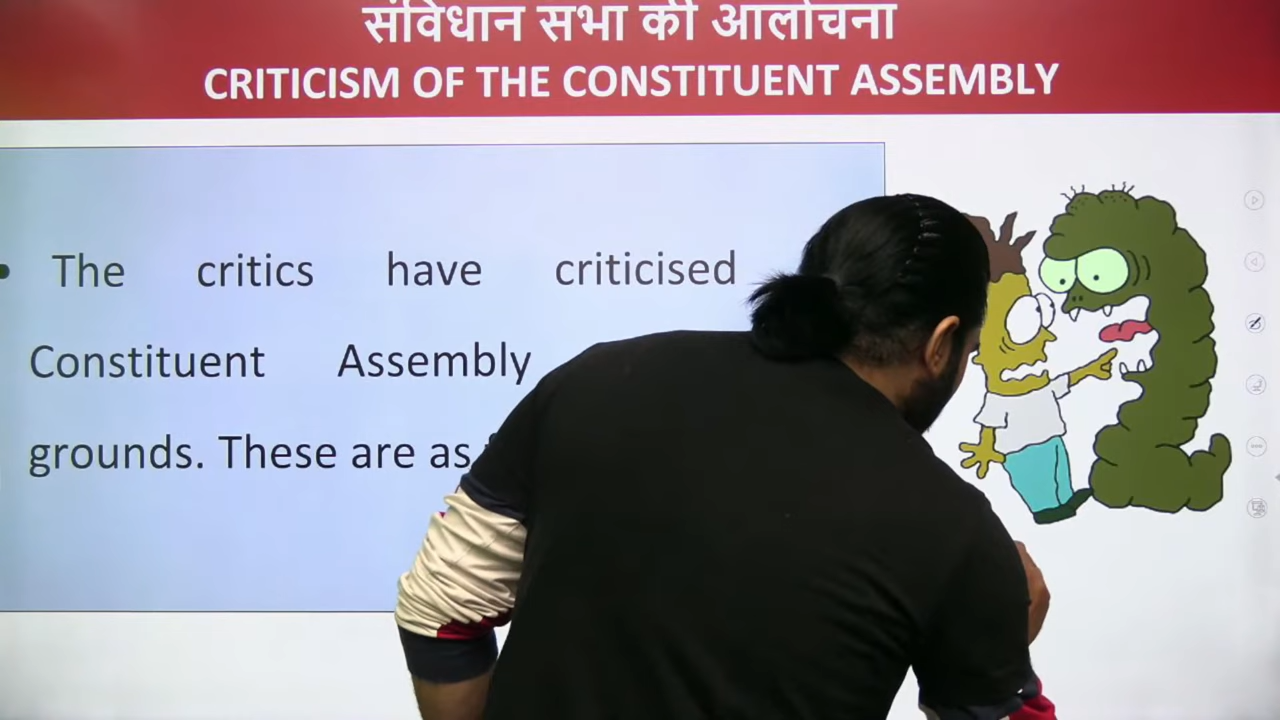 संविधान सभा की आलोचना
CRITICISM OF THE CONSTITUENT ASSEMBLY
• The critics have criticised
Constituent Assembly
grounds. These are as